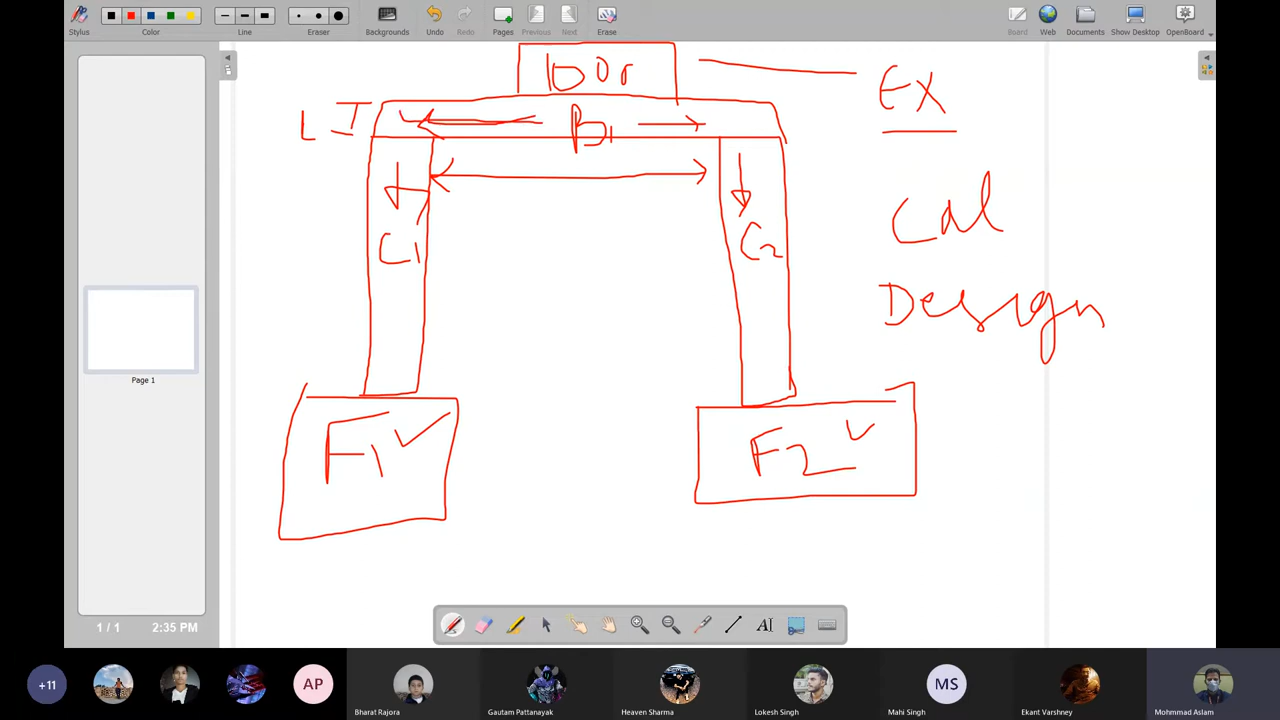 Stylus
Color
Line
Eraser
Backgrounds
Undo
Redo
Pages
Previous
Next
Erase
Board
Web
Documents
Show Desktop
OpenBoard
EX
B1
C1
C2
Cal
Design
F1
F2
Page 1
1 / 1
2:35 PM
AI
+11
AP
MS
Bharat Rajora
Gautam Pattanayak
Heaven Sharma
Lokesh Singh
Mahi Singh
Ekant Varshney
Mohmmad Aslam